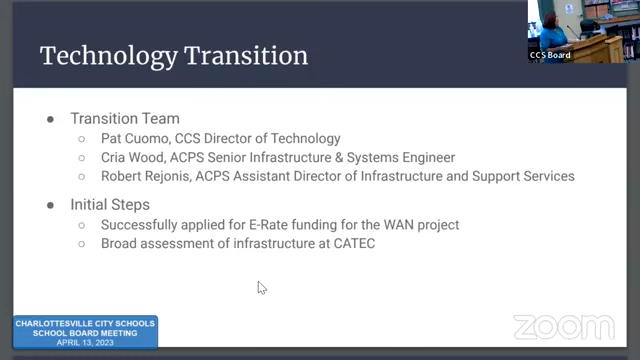 Technology Transition
CCS Board
Transition Team
Pat Cuomo, CCS Director of Technology
Cria Wood, ACPS Senior Infrastructure & Systems Engineer
Robert Rejonis, ACPS Assistant Director of Infrastructure and Support Services
Initial Steps
Successfully applied for E-Rate funding for the WAN project
Broad assessment of infrastructure at CATEC
CHARLOTTESVILLE CITY SCHOOLS
SCHOOL BOARD MEETING
APRIL 13, 2023
zoom